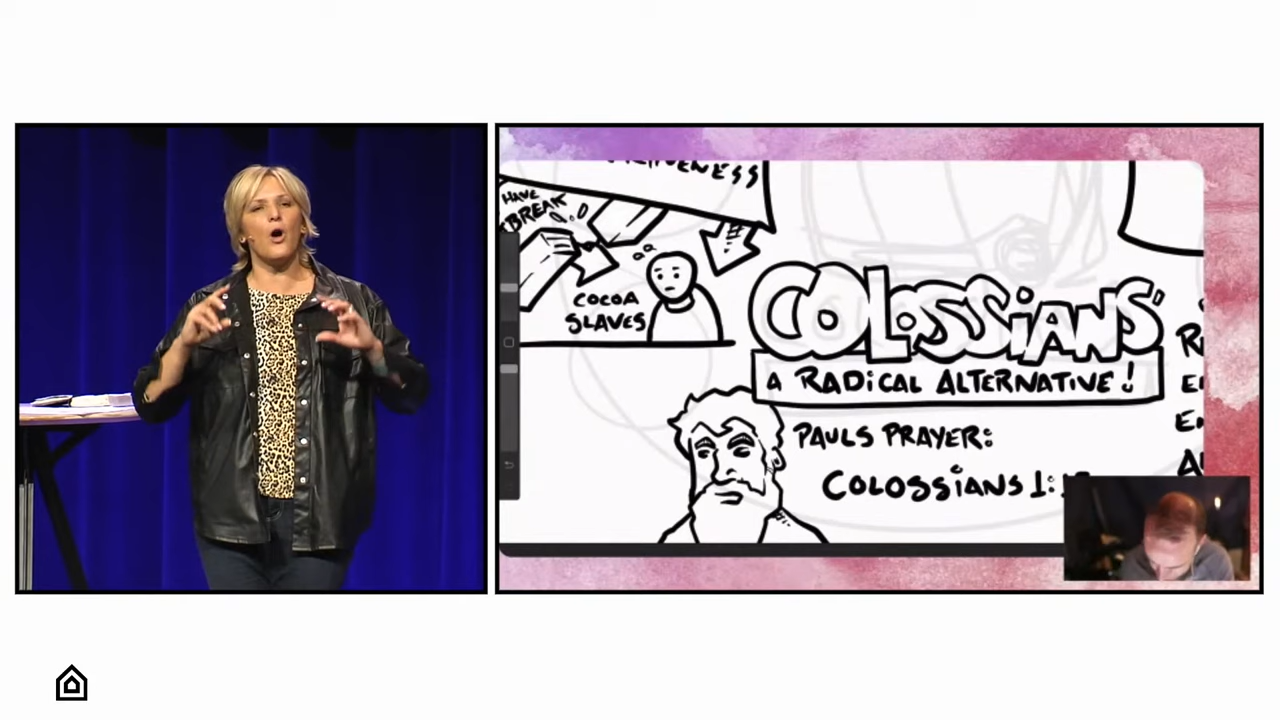 HAVE
BREAK
COCOA
SLAVES
COLOSSIANS'
A RADICAL ALTERNATIVE!
PAULS PRAYER:
COLOSSIANS 1: